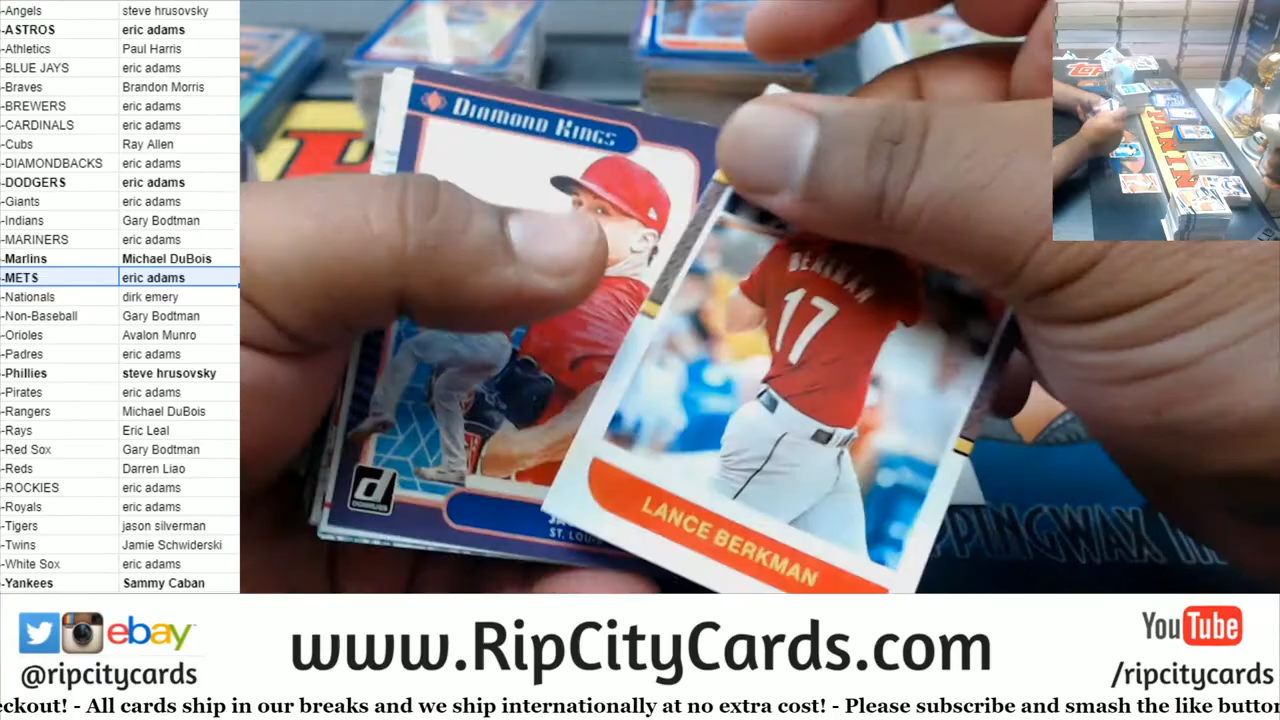 -Angels steve hrusovsky
-ASTROS eric adams
-Athletics Paul Harris
-BLUE JAYS eric adams
-Braves Brandon Morris
-BREWERS eric adams
-CARDINALS eric adams
-Cubs Ray Allen
-DIAMONDBACKS eric adams
-DODGERS eric adams
-Giants eric adams
-Indians Gary Bodtman
-MARINERS eric adams
-Marlins Michael DuBois
-METS eric adams
-Nationals dirk emery
-Non-Baseball Gary Bodtman
-Orioles Avalon Munro
-Padres eric adams
-Phillies steve hrusovsky
-Pirates eric adams
-Rangers Michael DuBois
-Rays Eric Leal
-Red Sox Gary Bodtman
-Reds Darren Liao
-ROCKIES eric adams
-Royals eric adams
-Tigers jason silverman
-Twins Jamie Schwiderski
-White Sox eric adams
-Yankees Sammy Caban
DIAMOND KINGS
d
DONRUSS
ST. LOUI
BERKMAN
17
LANCE BERKMAN
PANINI
PPINGWAX
ebay
@ripcitycards
www.RipCityCards.com
YouTube
/ripcitycards
eckout! - All cards ship in our breaks and we ship internationally at no extra cost! - Please subscribe and smash the like button